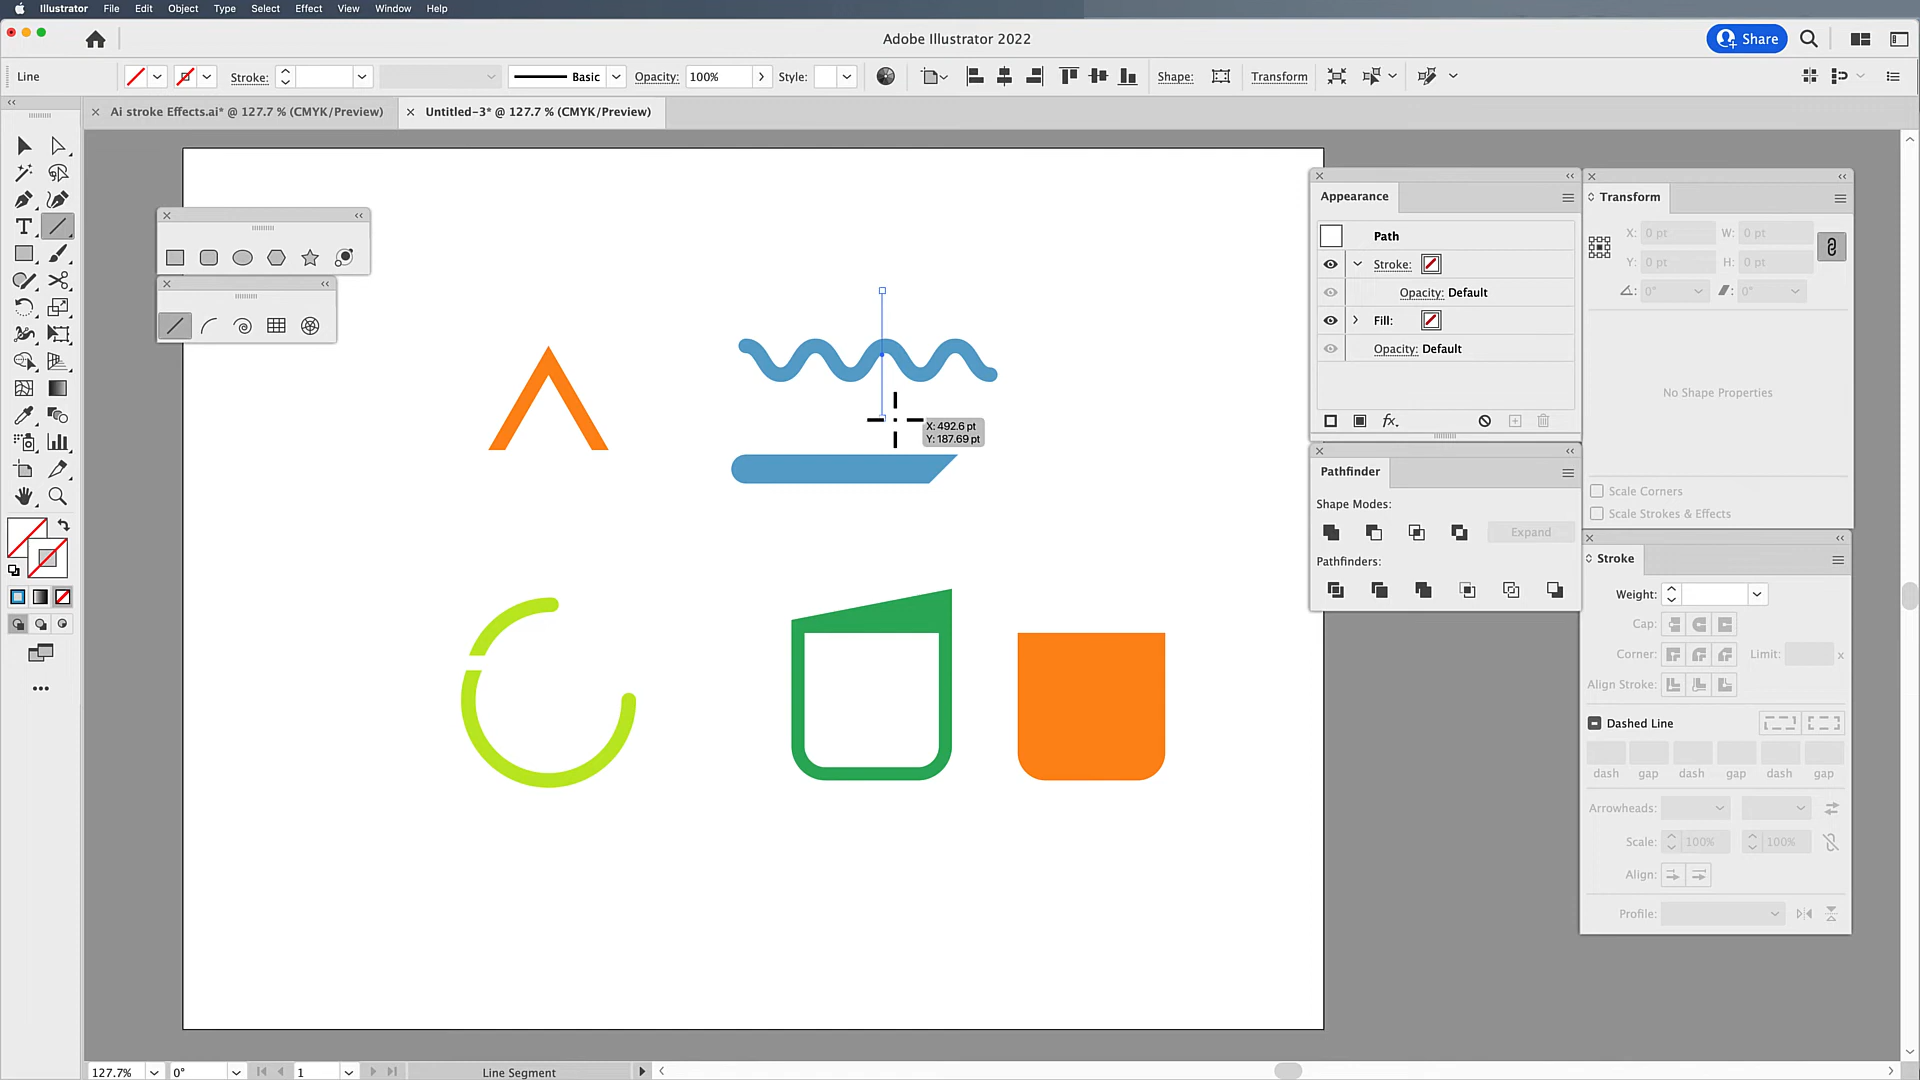 Illustrator File Edit Object Type Select Effect View Window Help
Adobe Illustrator 2022
Share
Line
Stroke:
Basic
Opacity: 100%
Style:
Shape:
Transform
Ai stroke Effects.ai* @ 127.7 % (CMYK/Preview)
Untitled-3* @ 127.7 % (CMYK/Preview)
Appearance
Path
Stroke:
Opacity: Default
Fill:
Opacity: Default
fx
Pathfinder
Shape Modes:
Expand
Pathfinders:
Transform
X: 0 pt W: 0 pt
Y: 0 pt H: 0 pt
0° 0°
No Shape Properties
Scale Corners
Scale Strokes & Effects
Stroke
Weight:
Cap:
Corner: Limit: x
Align Stroke:
Dashed Line
dash gap dash gap dash gap
Arrowheads:
Scale: 100% 100%
Align:
Profile:
X: 492.6 pt
Y: 187.69 pt
127.7% 0° 1 Line Segment